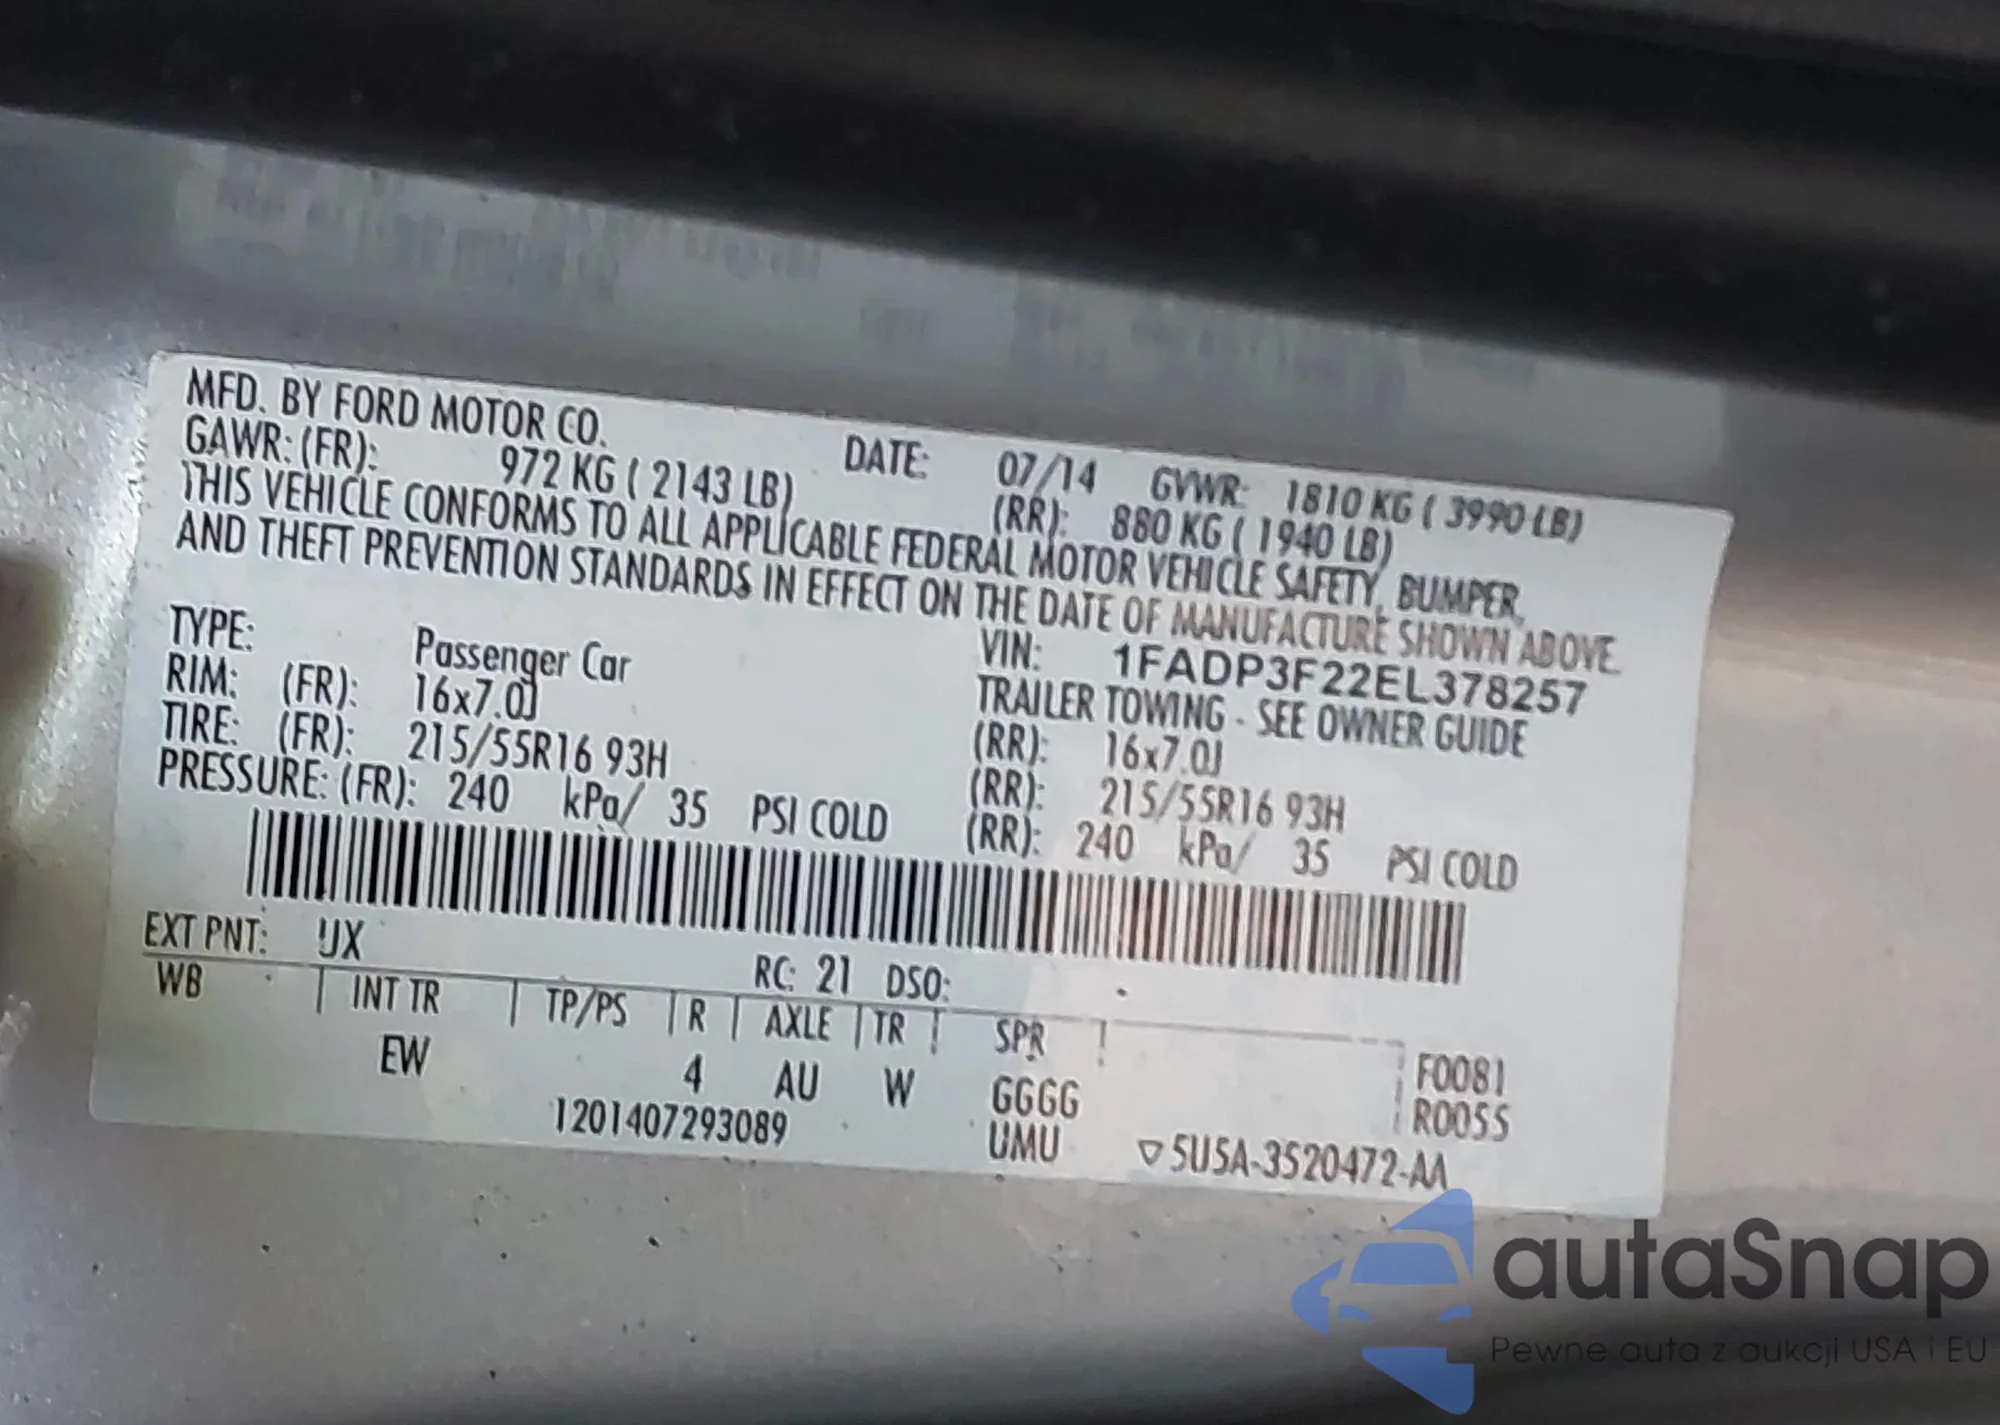 MFD. BY FORD MOTOR CO. DATE: 07/14 GVWR: 1810 KG ( 3990 LB)
GAWR: (FR): 972 KG ( 2143 LB) (RR): 880 KG ( 1940 LB)
THIS VEHICLE CONFORMS TO ALL APPLICABLE FEDERAL MOTOR VEHICLE SAFETY, BUMPER,
AND THEFT PREVENTION STANDARDS IN EFFECT ON THE DATE OF MANUFACTURE SHOWN ABOVE.
VIN: 1FADP3F22EL378257
TYPE: Passenger Car TRAILER TOWING - SEE OWNER GUIDE
RIM: (FR): 16x7.0J (RR): 16x7.0J
TIRE: (FR): 215/55R16 93H (RR): 215/55R16 93H
PRESSURE: (FR): 240 kPa/ 35 PSI COLD (RR): 240 kPa/ 35 PSI COLD
EXT PNT: UX RC: 21 DSO:
WB INT TR TP/PS R AXLE TR SPR
EW 4 AU W GGGG F0081
1201407293089 UMU R0055
▽5U5A-3520472-AA
autaSnap
Pewne auta z aukcji USA i EU